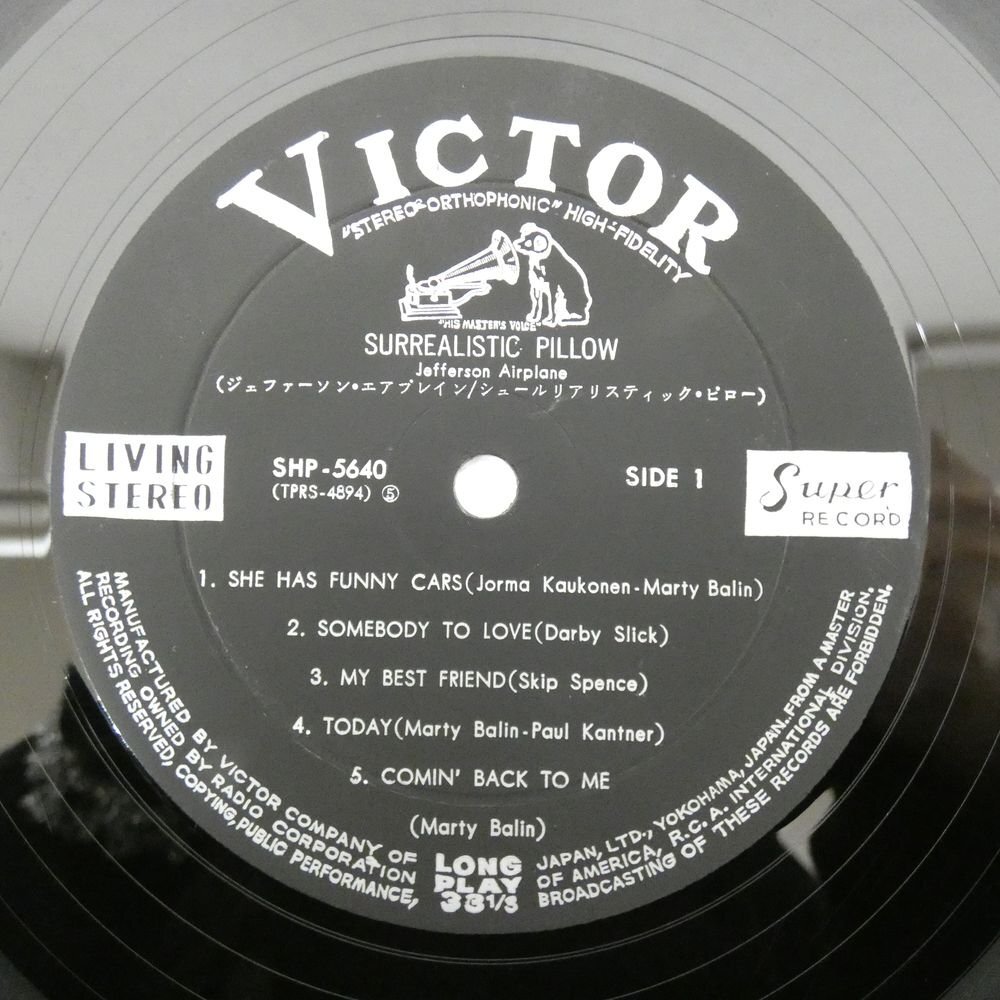 VICTOR
"STEREO-ORTHOPHONIC" HIGH-FIDELITY
"HIS MASTER'S VOICE"
SURREALISTIC PILLOW
Jefferson Airplane
(ジェファーソン・エアプレイン/シュールリアリスティック・ピロー)
LIVING
STEREO
SHP-5640
(TPRS-4894) ⑤
SIDE 1
Super
RECORD
1. SHE HAS FUNNY CARS(Jorma Kaukonen-Marty Balin)
2. SOMEBODY TO LOVE(Darby Slick)
3. MY BEST FRIEND(Skip Spence)
4. TODAY(Marty Balin-Paul Kantner)
5. COMIN' BACK TO ME
(Marty Balin)
MANUFACTURED BY VICTOR COMPANY OF JAPAN, LTD., YOKOHAMA, JAPAN. FROM A MASTER
RECORDING OWNED BY RADIO CORPORATION OF AMERICA, R.C.A. INTERNATIONAL DIVISION.
ALL RIGHTS RESERVED, COPYING, PUBLIC PERFORMANCE, BROADCASTING OF THESE RECORDS ARE FORBIDDEN.
LONG
PLAY
33 1/3